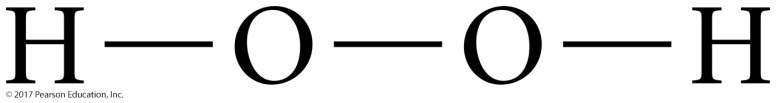 H—O—O—H
© 2017 Pearson Education, Inc.